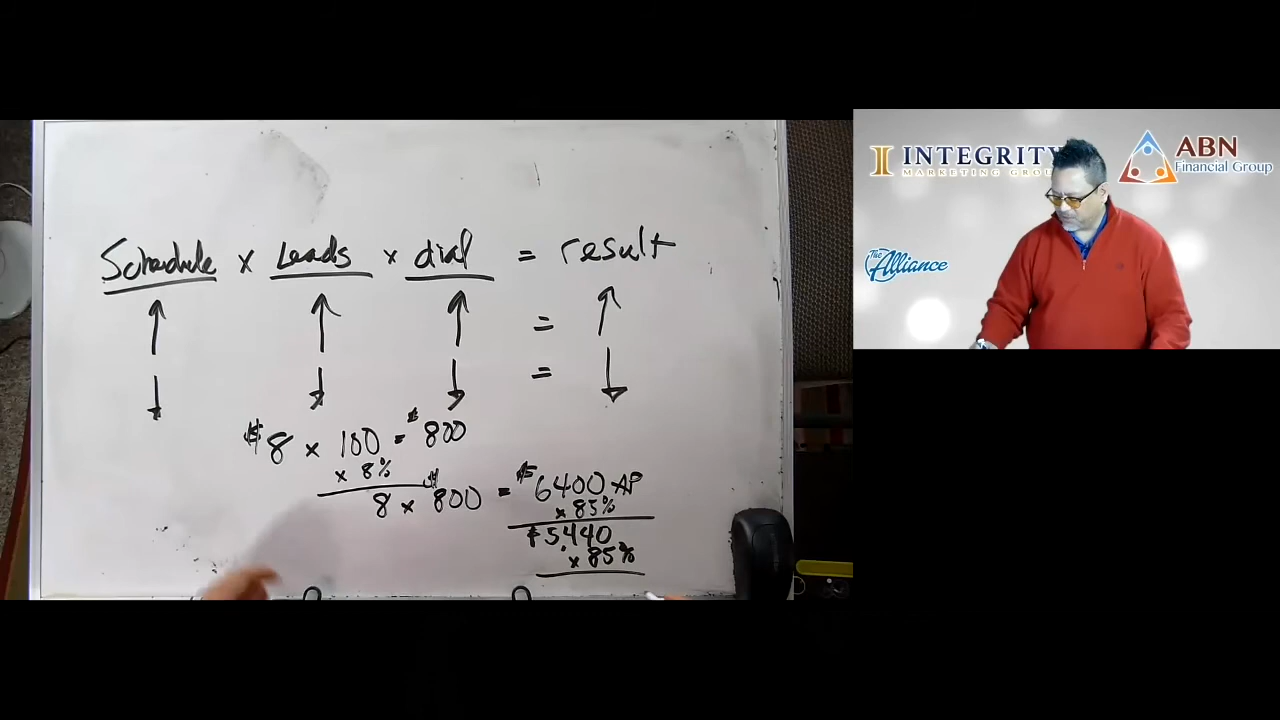 Schedule x Leads x dial = result
=
=
$8 x 100 = $800
x 8%
8 x $800 = $6400 AP
x 85%
$5440
x 85%
INTEGRITY
MARKETING GROU
ABN
Financial Group
The Alliance